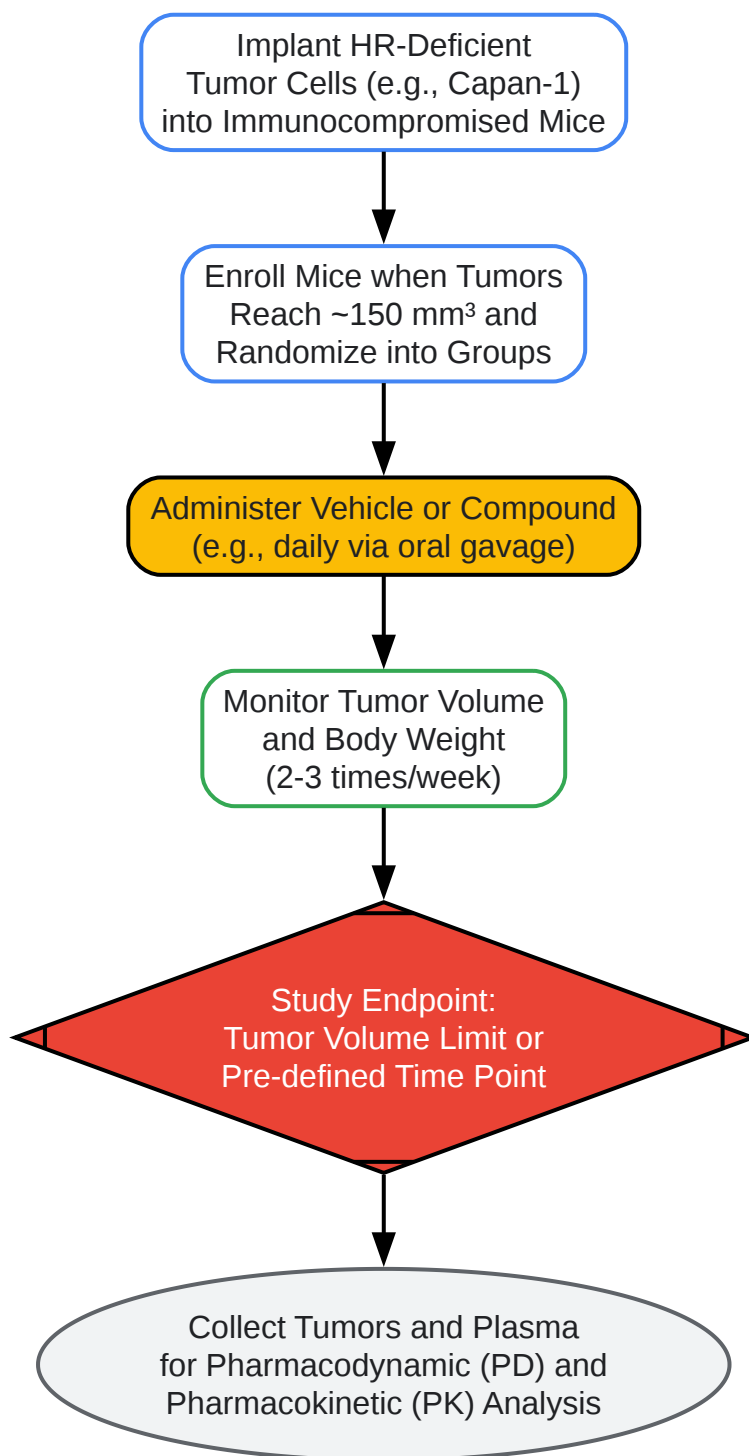 Implant HR-Deficient
Tumor Cells (e.g., Capan-1)
into Immunocompromised Mice
Enroll Mice when Tumors
Reach ~150 mm³ and
Randomize into Groups
Administer Vehicle or Compound
(e.g., daily via oral gavage)
Monitor Tumor Volume
and Body Weight
(2-3 times/week)
Study Endpoint:
Tumor Volume Limit or
Pre-defined Time Point
Collect Tumors and Plasma
for Pharmacodynamic (PD) and
Pharmacokinetic (PK) Analysis